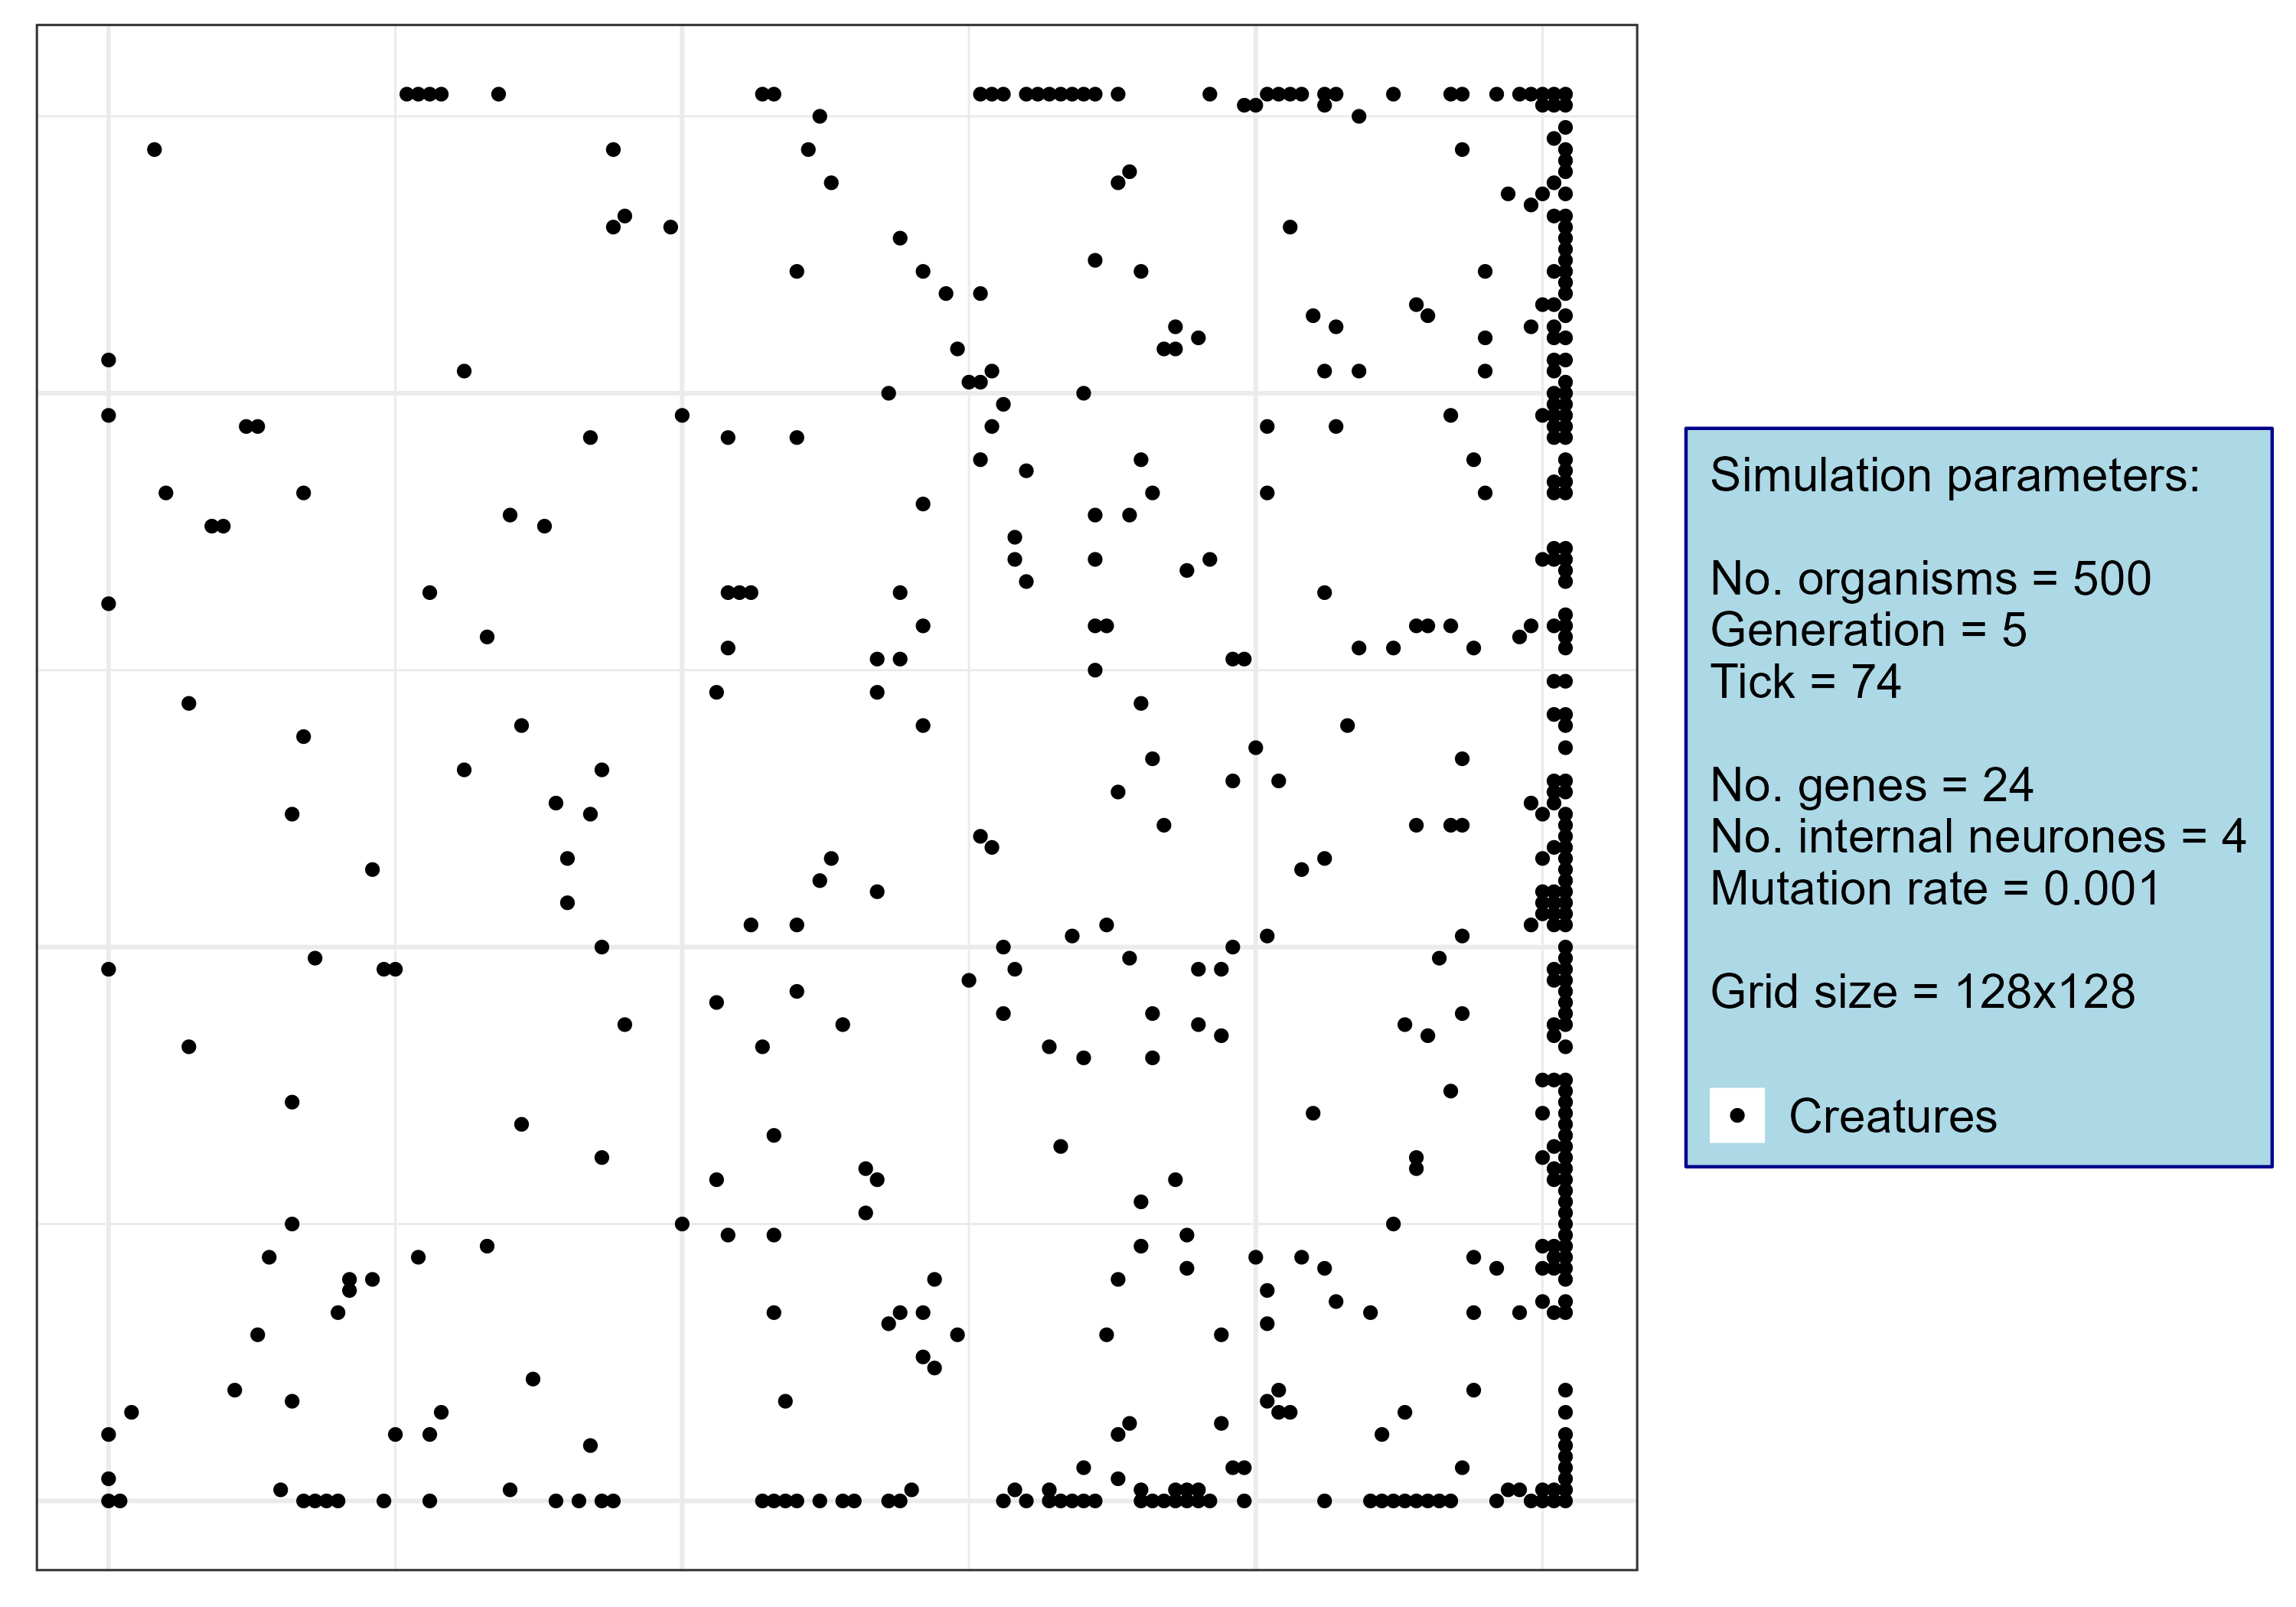 Simulation parameters:
No. organisms = 500
Generation = 5
Tick = 74
No. genes = 24
No. internal neurones = 4
Mutation rate = 0.001
Grid size = 128x128
Creatures